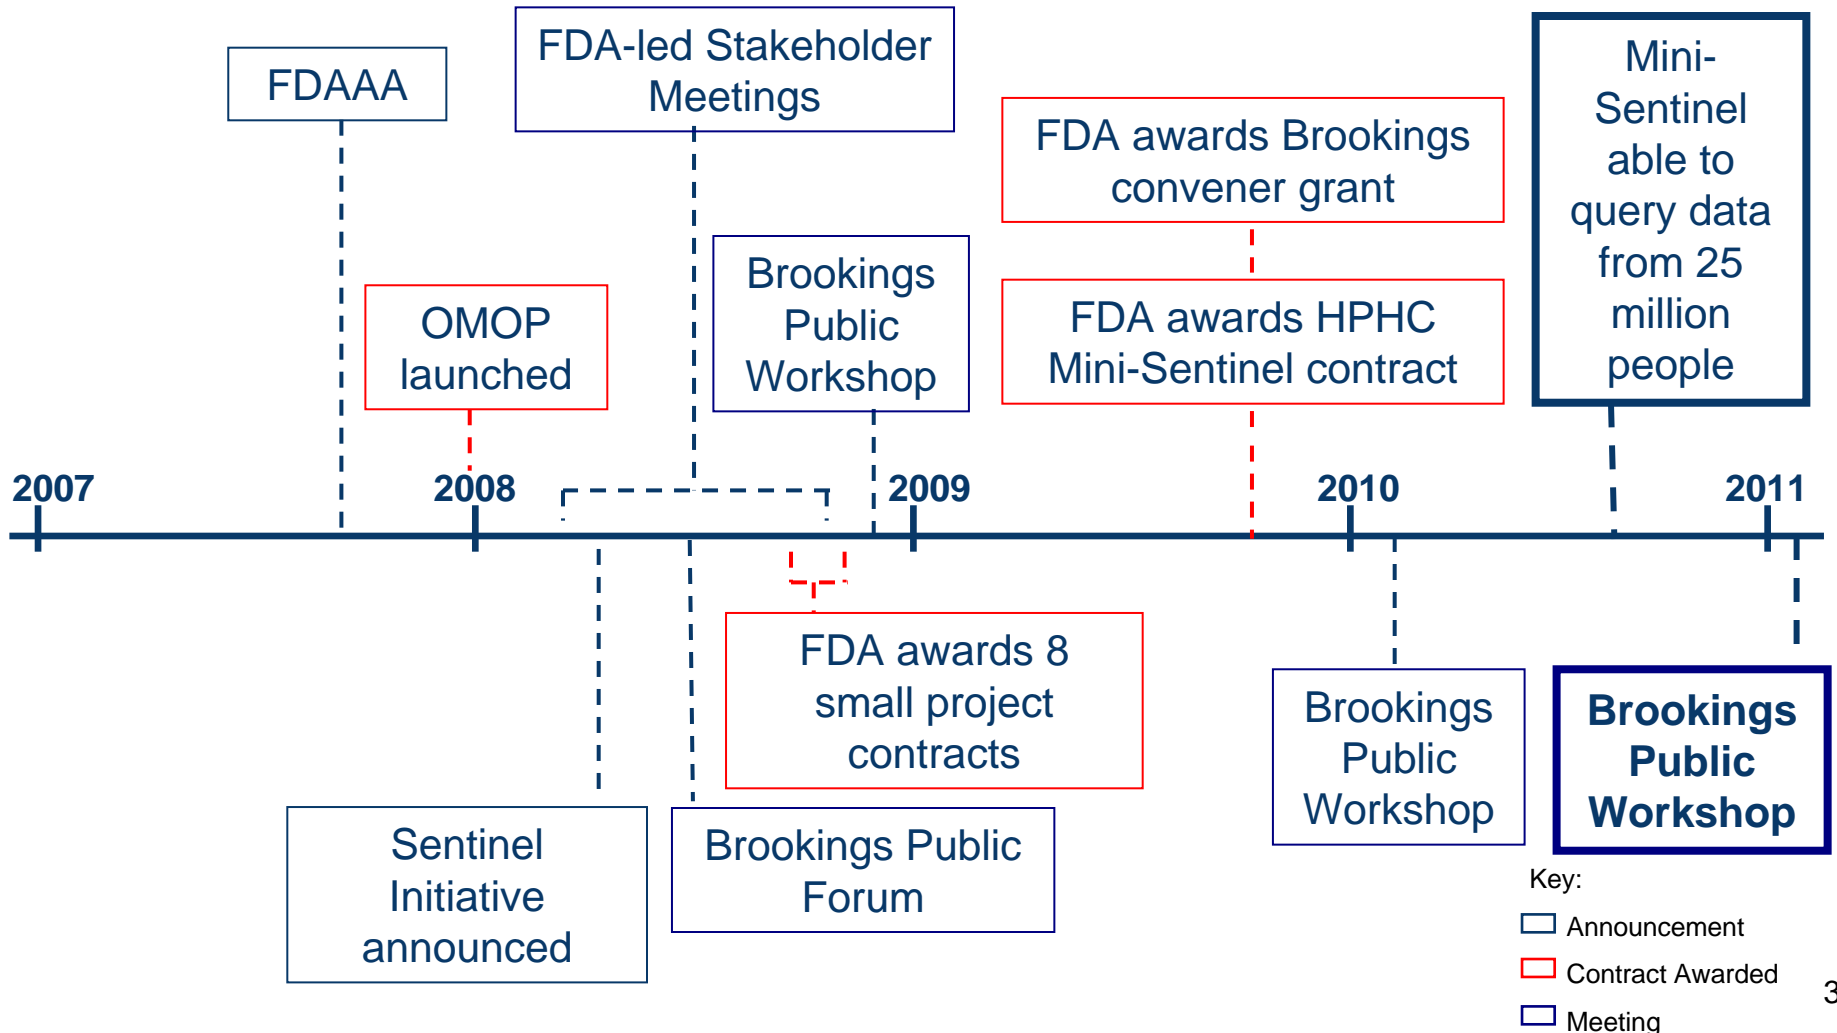 FDAAA
FDA-led Stakeholder
Meetings
OMOP
launched
Brookings
Public
Workshop
FDA awards Brookings
convener grant
FDA awards HPHC
Mini-Sentinel contract
Mini-
Sentinel
able to
query data
from 25
million
people
2007
2008
2009
2010
2011
Sentinel
Initiative
announced
Brookings Public
Forum
FDA awards 8
small project
contracts
Brookings
Public
Workshop
Brookings
Public
Workshop
Key:
Announcement
Contract Awarded
Meeting
3